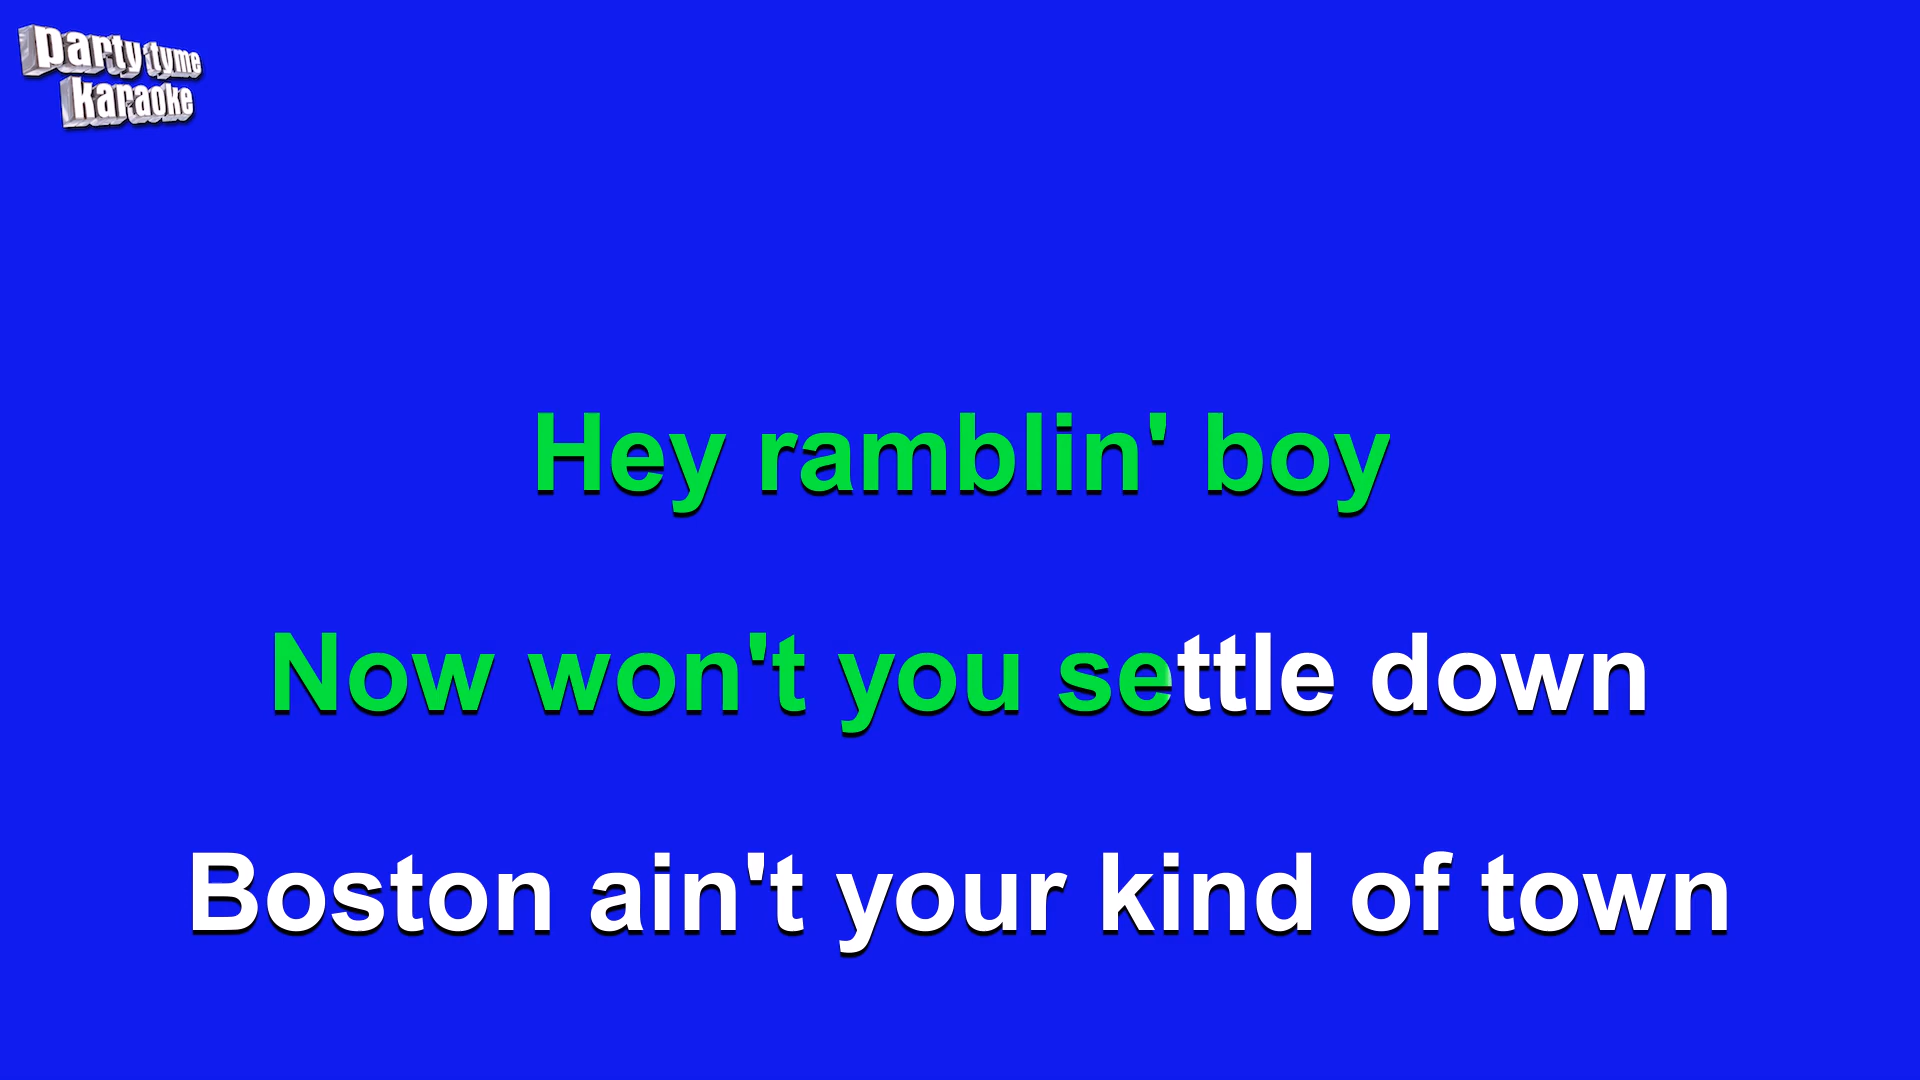 party tyme
karaoke
Hey ramblin' boy
Now won't you settle down
Boston ain't your kind of town